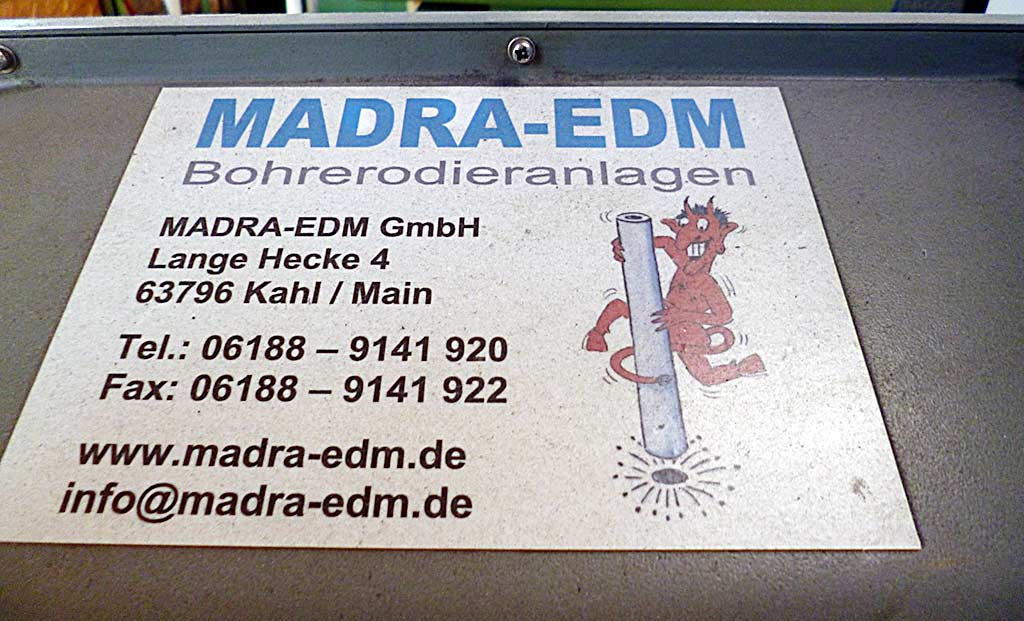 MADRA-EDM
Bohrerodieranlagen
MADRA-EDM GmbH
Lange Hecke 4
63796 Kahl / Main
Tel.: 06188 – 9141 920
Fax: 06188 – 9141 922
www.madra-edm.de
info@madra-edm.de